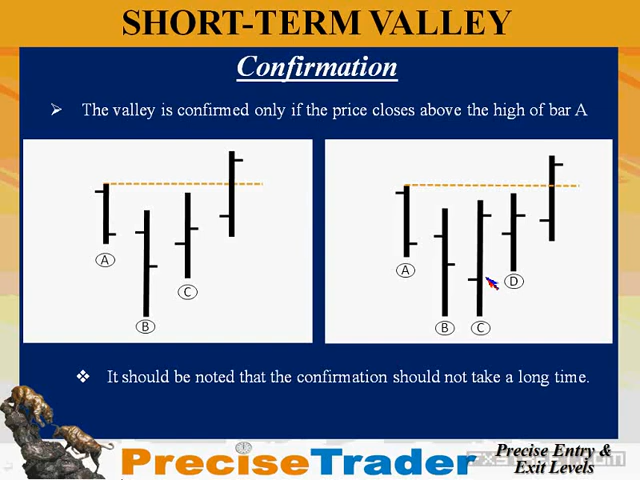 SHORT-TERM VALLEY
Confirmation
➢ The valley is confirmed only if the price closes above the high of bar A
A
B
C
A
B
C
D
❖ It should be noted that the confirmation should not take a long time.
PreciseTrader
Precise Entry &
Exit Levels